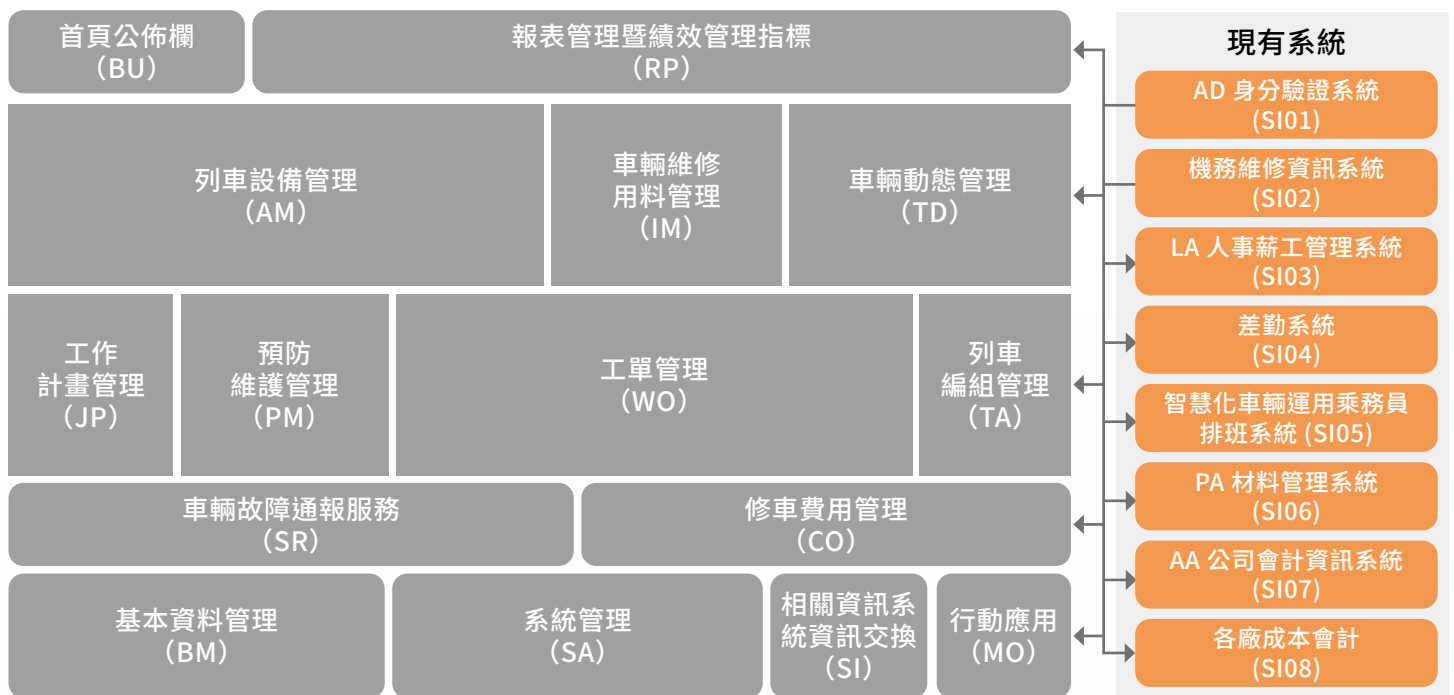 首頁公佈欄
（BU）
報表管理暨績效管理指標
（RP）
列車設備管理
（AM）
車輛維修
用料管理
（IM）
車輛動態管理
（TD）
工作
計畫管理
（JP）
預防
維護管理
（PM）
工單管理
（WO）
列車
編組管理
（TA）
車輛故障通報服務
（SR）
修車費用管理
（CO）
基本資料管理
（BM）
系統管理
（SA）
相關資訊系
統資訊交換
（SI）
行動應用
（MO）
現有系統
AD 身分驗證系統
(SI01)
機務維修資訊系統
(SI02)
LA 人事薪工管理系統
(SI03)
差勤系統
(SI04)
智慧化車輛運用乘務員
排班系統 (SI05)
PA 材料管理系統
(SI06)
AA 公司會計資訊系統
(SI07)
各廠成本會計
(SI08)